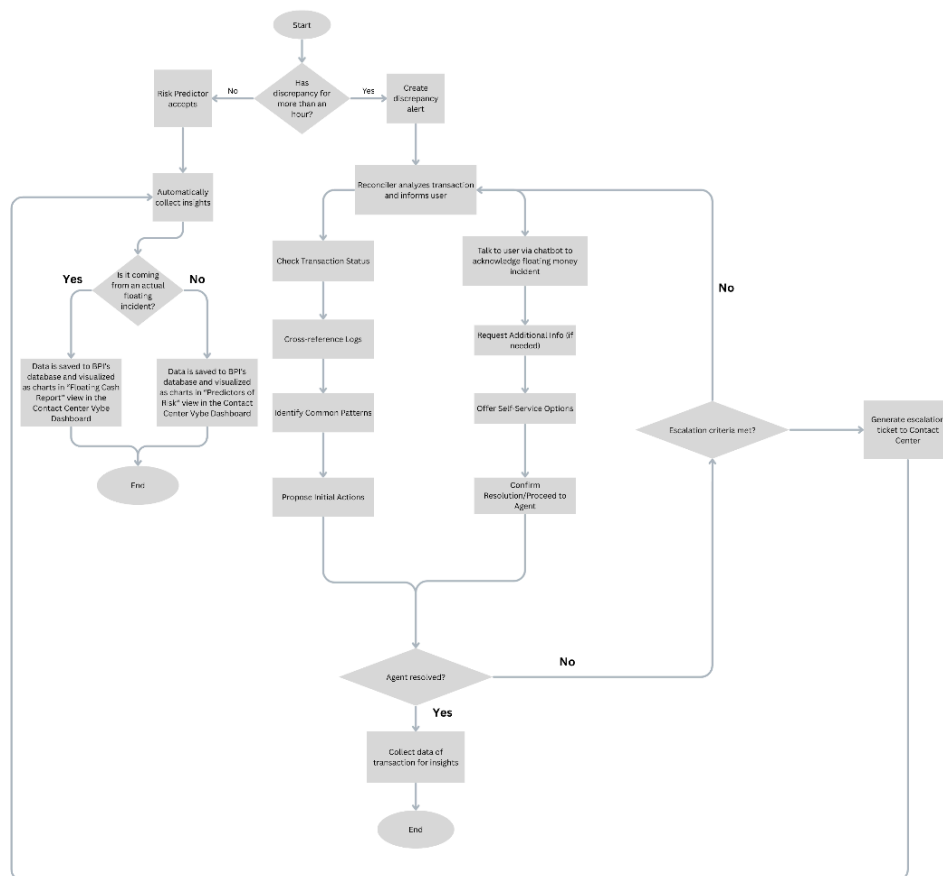 Start
Has
discrepancy for
more than an
hour?
No
Yes
Risk Predictor
accepts
Create
discrepancy
alert
Automatically
collect insights
Reconciler analyzes transaction
and informs user
Is it coming
from an actual
floating
incident?
Yes
No
Check Transaction Status
Talk to user via chatbot to
acknowledge floating money
incident
No
Cross-reference Logs
Request Additional Info (if
needed)
Data is saved to BPI's
database and visualized
as charts in "Floating Cash
Report" view in the
Contact Center Vybe
Dashboard
Data is saved to BPI's
database and visualized
as charts in "Predictors of
Risk" view in the Contact
Center Vybe Dashboard
Identify Common Patterns
Offer Self-Service Options
Escalation criteria met?
Generate escalation
ticket to Contact
Center
End
Propose Initial Actions
Confirm
Resolution/Proceed to
Agent
Agent resolved?
No
Yes
Collect data of
transaction for insights
End